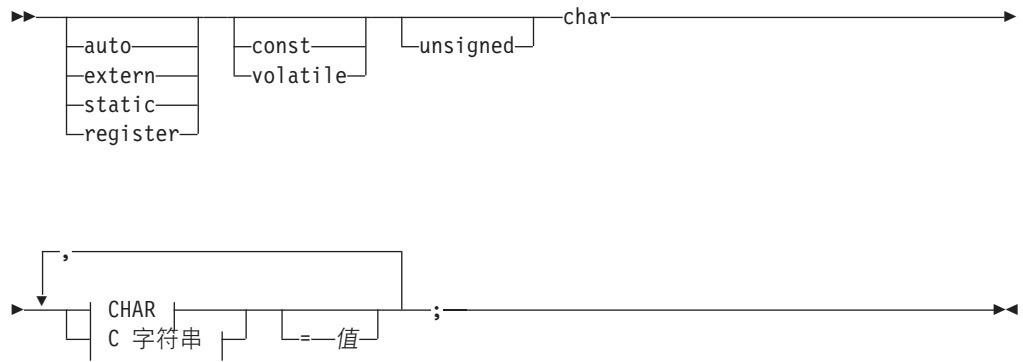 char
auto const unsigned
extern volatile
static
register
,
CHAR ;
C 字符串 = 值